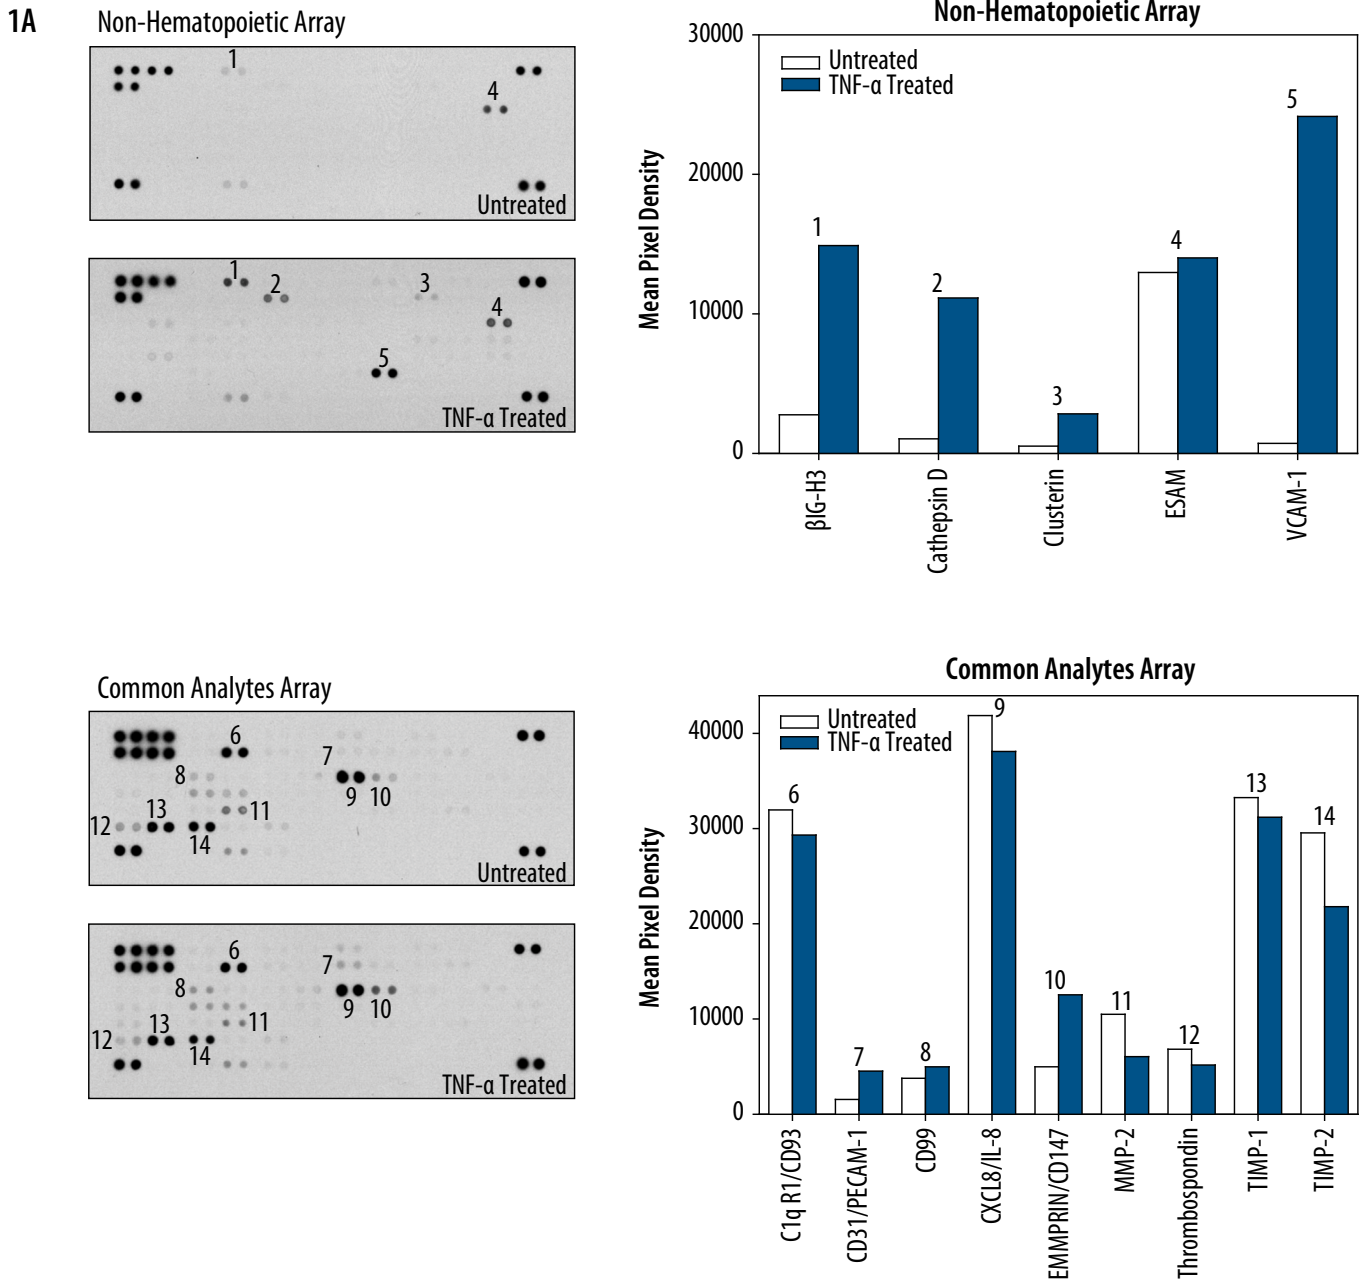 1A
Non-Hematopoietic Array
1
4
Untreated
1
2
3
4
5
TNF-α Treated
Non-Hematopoietic Array
30000
20000
10000
0
Mean Pixel Density
Untreated
TNF-α Treated
1
2
3
4
5
βIG-H3
Cathepsin D
Clusterin
ESAM
VCAM-1
Common Analytes Array
6
7
8
9
10
11
12
13
14
Untreated
6
7
8
9
10
11
12
13
14
TNF-α Treated
Common Analytes Array
40000
30000
20000
10000
0
Mean Pixel Density
Untreated
TNF-α Treated
6
7
8
9
10
11
12
13
14
C1q R1/CD93
CD31/PECAM-1
CD99
CXCL8/IL-8
EMMPRIN/CD147
MMP-2
Thrombospondin
TIMP-1
TIMP-2